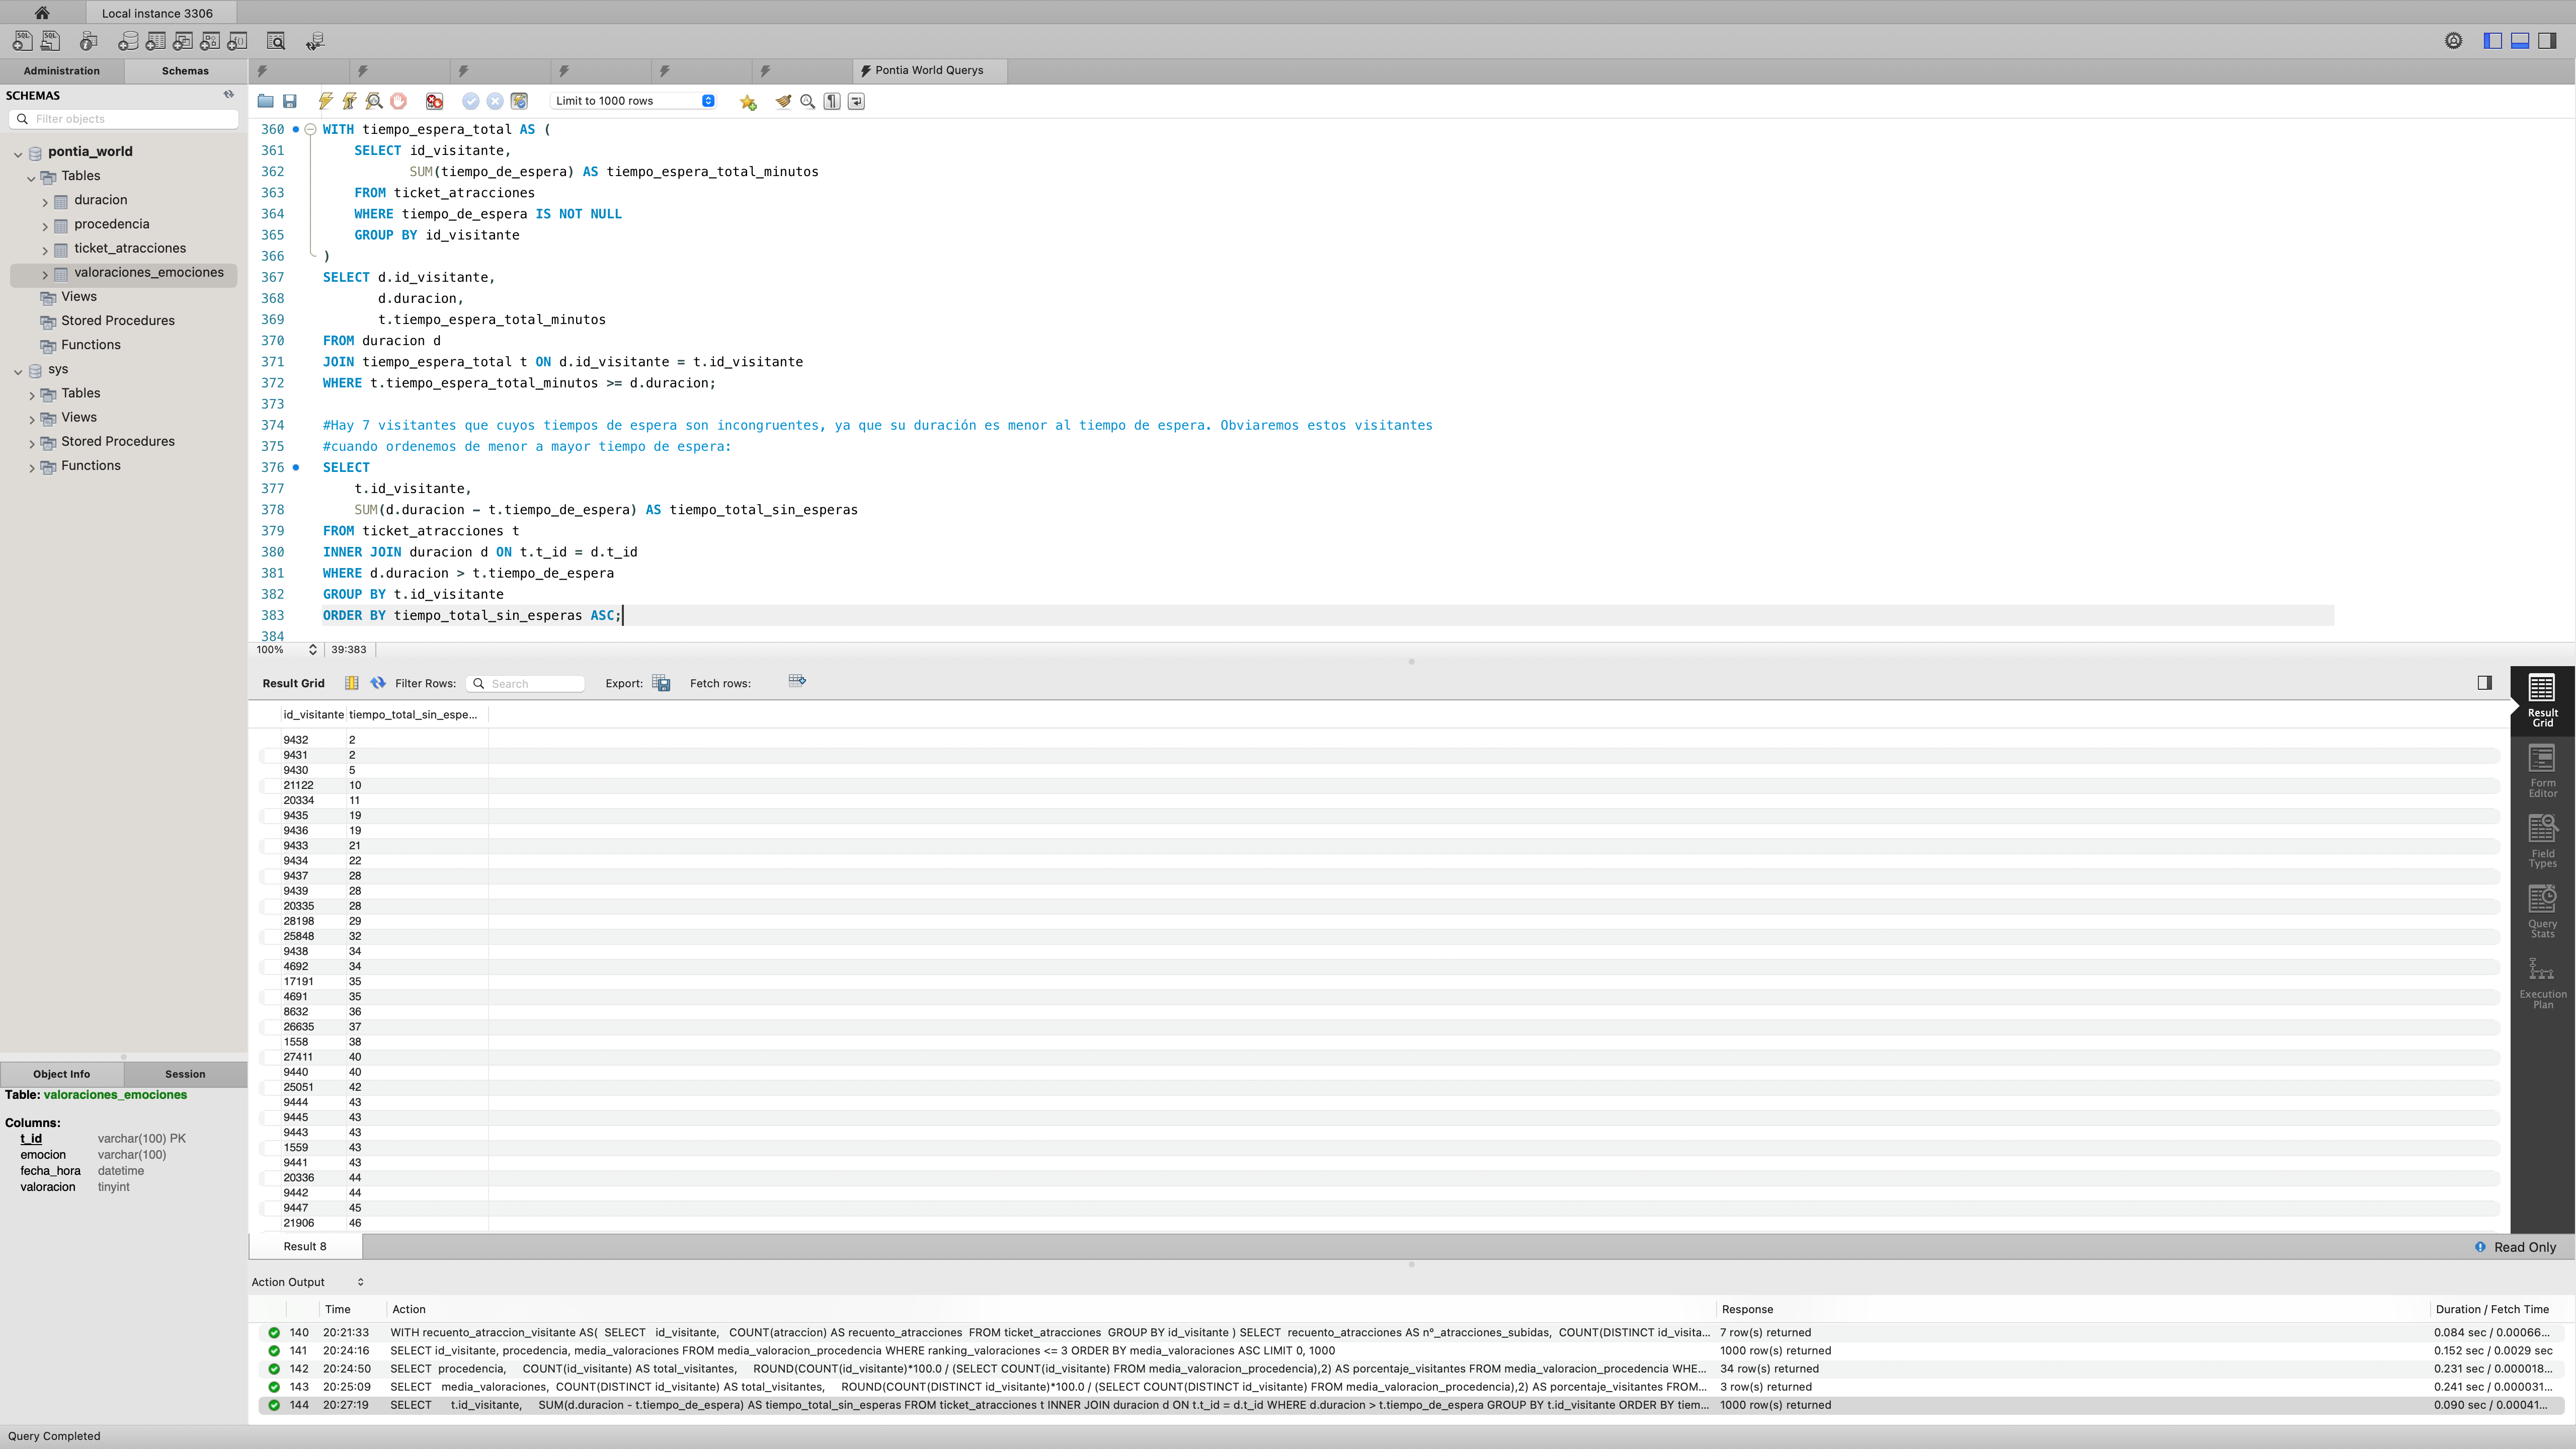 Local instance 3306
Administration
Schemas
Pontia World Querys
SCHEMAS
Filter objects
pontia_world
Tables
duracion
procedencia
ticket_atracciones
valoraciones_emociones
Views
Stored Procedures
Functions
sys
Tables
Views
Stored Procedures
Functions
Limit to 1000 rows
360 WITH tiempo_espera_total AS (
361 SELECT id_visitante,
362 SUM(tiempo_de_espera) AS tiempo_espera_total_minutos
363 FROM ticket_atracciones
364 WHERE tiempo_de_espera IS NOT NULL
365 GROUP BY id_visitante
366 )
367 SELECT d.id_visitante,
368 d.duracion,
369 t.tiempo_espera_total_minutos
370 FROM duracion d
371 JOIN tiempo_espera_total t ON d.id_visitante = t.id_visitante
372 WHERE t.tiempo_espera_total_minutos >= d.duracion;
373
374 #Hay 7 visitantes que cuyos tiempos de espera son incongruentes, ya que su duración es menor al tiempo de espera. Obviaremos estos visitantes
375 #cuando ordenemos de menor a mayor tiempo de espera:
376 SELECT
377 t.id_visitante,
378 SUM(d.duracion - t.tiempo_de_espera) AS tiempo_total_sin_esperas
379 FROM ticket_atracciones t
380 INNER JOIN duracion d ON t.t_id = d.t_id
381 WHERE d.duracion > t.tiempo_de_espera
382 GROUP BY t.id_visitante
383 ORDER BY tiempo_total_sin_esperas ASC;
384
100% 39:383
Result Grid Filter Rows: Search Export: Fetch rows:
id_visitante tiempo_total_sin_espe...
9432 2
9431 2
9430 5
21122 10
20334 11
9435 19
9436 19
9433 21
9434 22
9437 28
9439 28
20335 28
28198 29
25848 32
9438 34
4692 34
17191 35
4691 35
8632 36
26635 37
1558 38
27411 40
9440 40
25051 42
9444 43
9445 43
9443 43
1559 43
9441 43
20336 44
9442 44
9447 45
21906 46
Result Grid
Form Editor
Field Types
Query Stats
Execution Plan
Object Info
Session
Table: valoraciones_emociones
Columns:
t_id varchar(100) PK
emocion varchar(100)
fecha_hora datetime
valoracion tinyint
Result 8
Read Only
Action Output
Time Action Response Duration / Fetch Time
140 20:21:33 WITH recuento_atraccion_visitante AS( SELECT id_visitante, COUNT(atraccion) AS recuento_atracciones FROM ticket_atracciones GROUP BY id_visitante ) SELECT recuento_atracciones AS nº_atracciones_subidas, COUNT(DISTINCT id_visita... 7 row(s) returned 0.084 sec / 0.00066...
141 20:24:16 SELECT id_visitante, procedencia, media_valoraciones FROM media_valoracion_procedencia WHERE ranking_valoraciones <= 3 ORDER BY media_valoraciones ASC LIMIT 0, 1000 1000 row(s) returned 0.152 sec / 0.0029 sec
142 20:24:50 SELECT procedencia, COUNT(id_visitante) AS total_visitantes, ROUND(COUNT(id_visitante)*100.0 / (SELECT COUNT(id_visitante) FROM media_valoracion_procedencia),2) AS porcentaje_visitantes FROM media_valoracion_procedencia WHE... 34 row(s) returned 0.231 sec / 0.000018...
143 20:25:09 SELECT media_valoraciones, COUNT(DISTINCT id_visitante) AS total_visitantes, ROUND(COUNT(DISTINCT id_visitante)*100.0 / (SELECT COUNT(DISTINCT id_visitante) FROM media_valoracion_procedencia),2) AS porcentaje_visitantes FROM... 3 row(s) returned 0.241 sec / 0.000031...
144 20:27:19 SELECT t.id_visitante, SUM(d.duracion - t.tiempo_de_espera) AS tiempo_total_sin_esperas FROM ticket_atracciones t INNER JOIN duracion d ON t.t_id = d.t_id WHERE d.duracion > t.tiempo_de_espera GROUP BY t.id_visitante ORDER BY tiem... 1000 row(s) returned 0.090 sec / 0.00041...
Query Completed